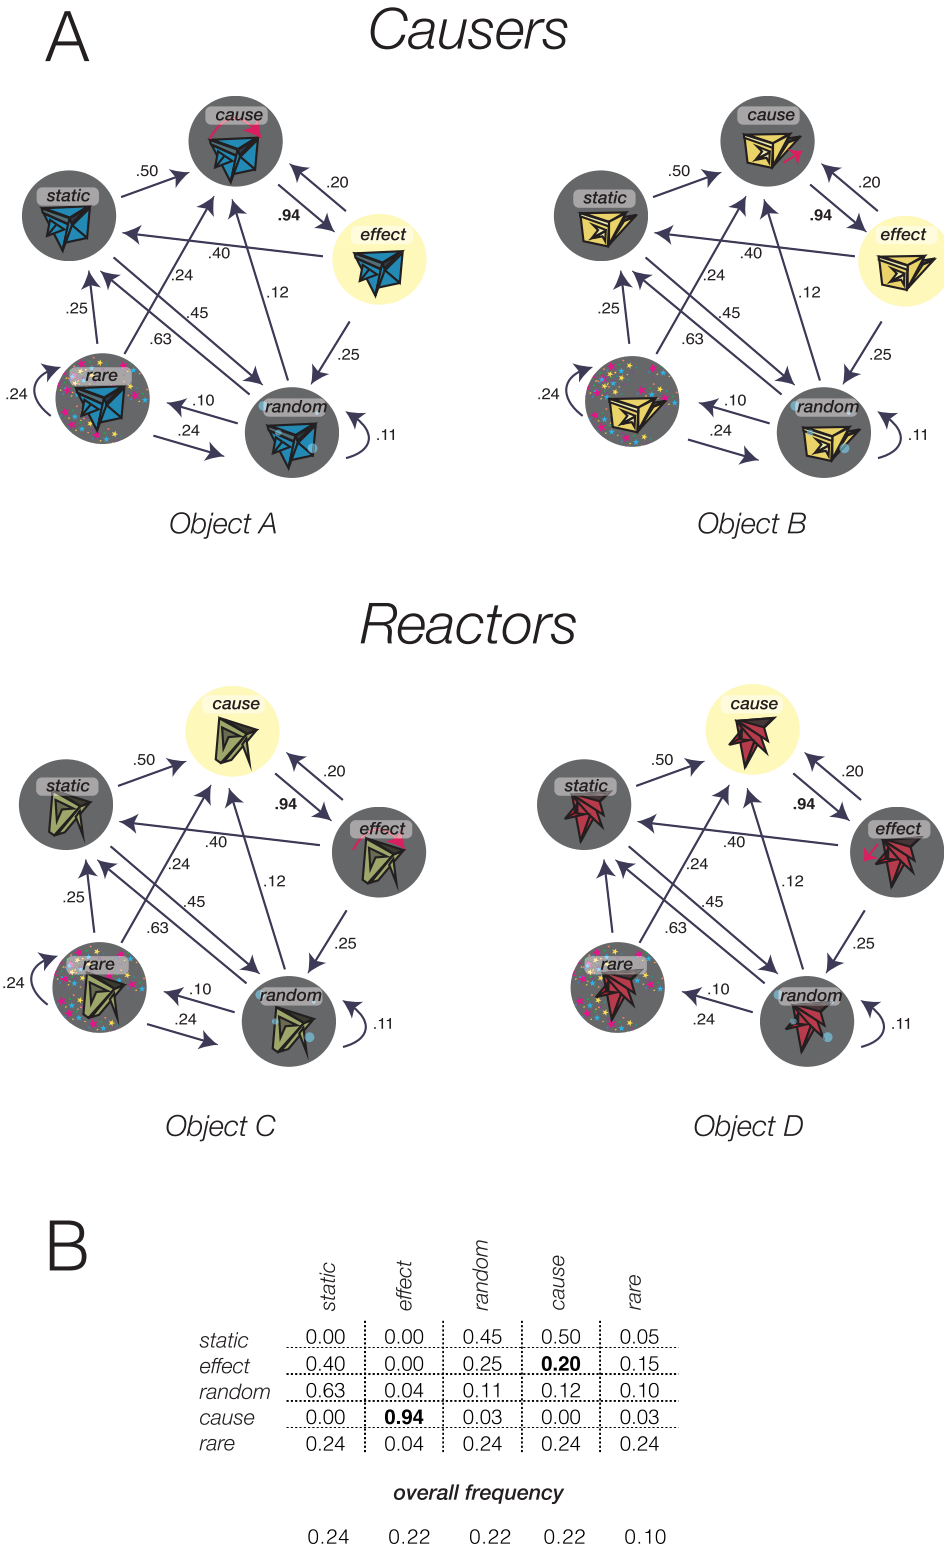 A
Causers
cause
.50
.20
static
.94
effect
.40
.24
.12
.25
.45
.63
.25
rare
.24
.10
random
.24
.11
Object A
cause
.50
.20
static
.94
effect
.40
.24
.12
.25
.45
.63
.25
.24
.10
random
.24
.11
Object B
Reactors
cause
.50
.20
static
.94
effect
.40
.24
.12
.25
.45
.63
.25
rare
.24
.10
random
.24
.11
Object C
cause
.50
.20
static
.94
effect
.40
.24
.12
.45
.63
.25
rare
.10
random
.24
.11
Object D
B
static effect random cause rare
static 0.00 0.00 0.45 0.50 0.05
effect 0.40 0.00 0.25 0.20 0.15
random 0.63 0.04 0.11 0.12 0.10
cause 0.00 0.94 0.03 0.00 0.03
rare 0.24 0.04 0.24 0.24 0.24
overall frequency
0.24 0.22 0.22 0.22 0.10